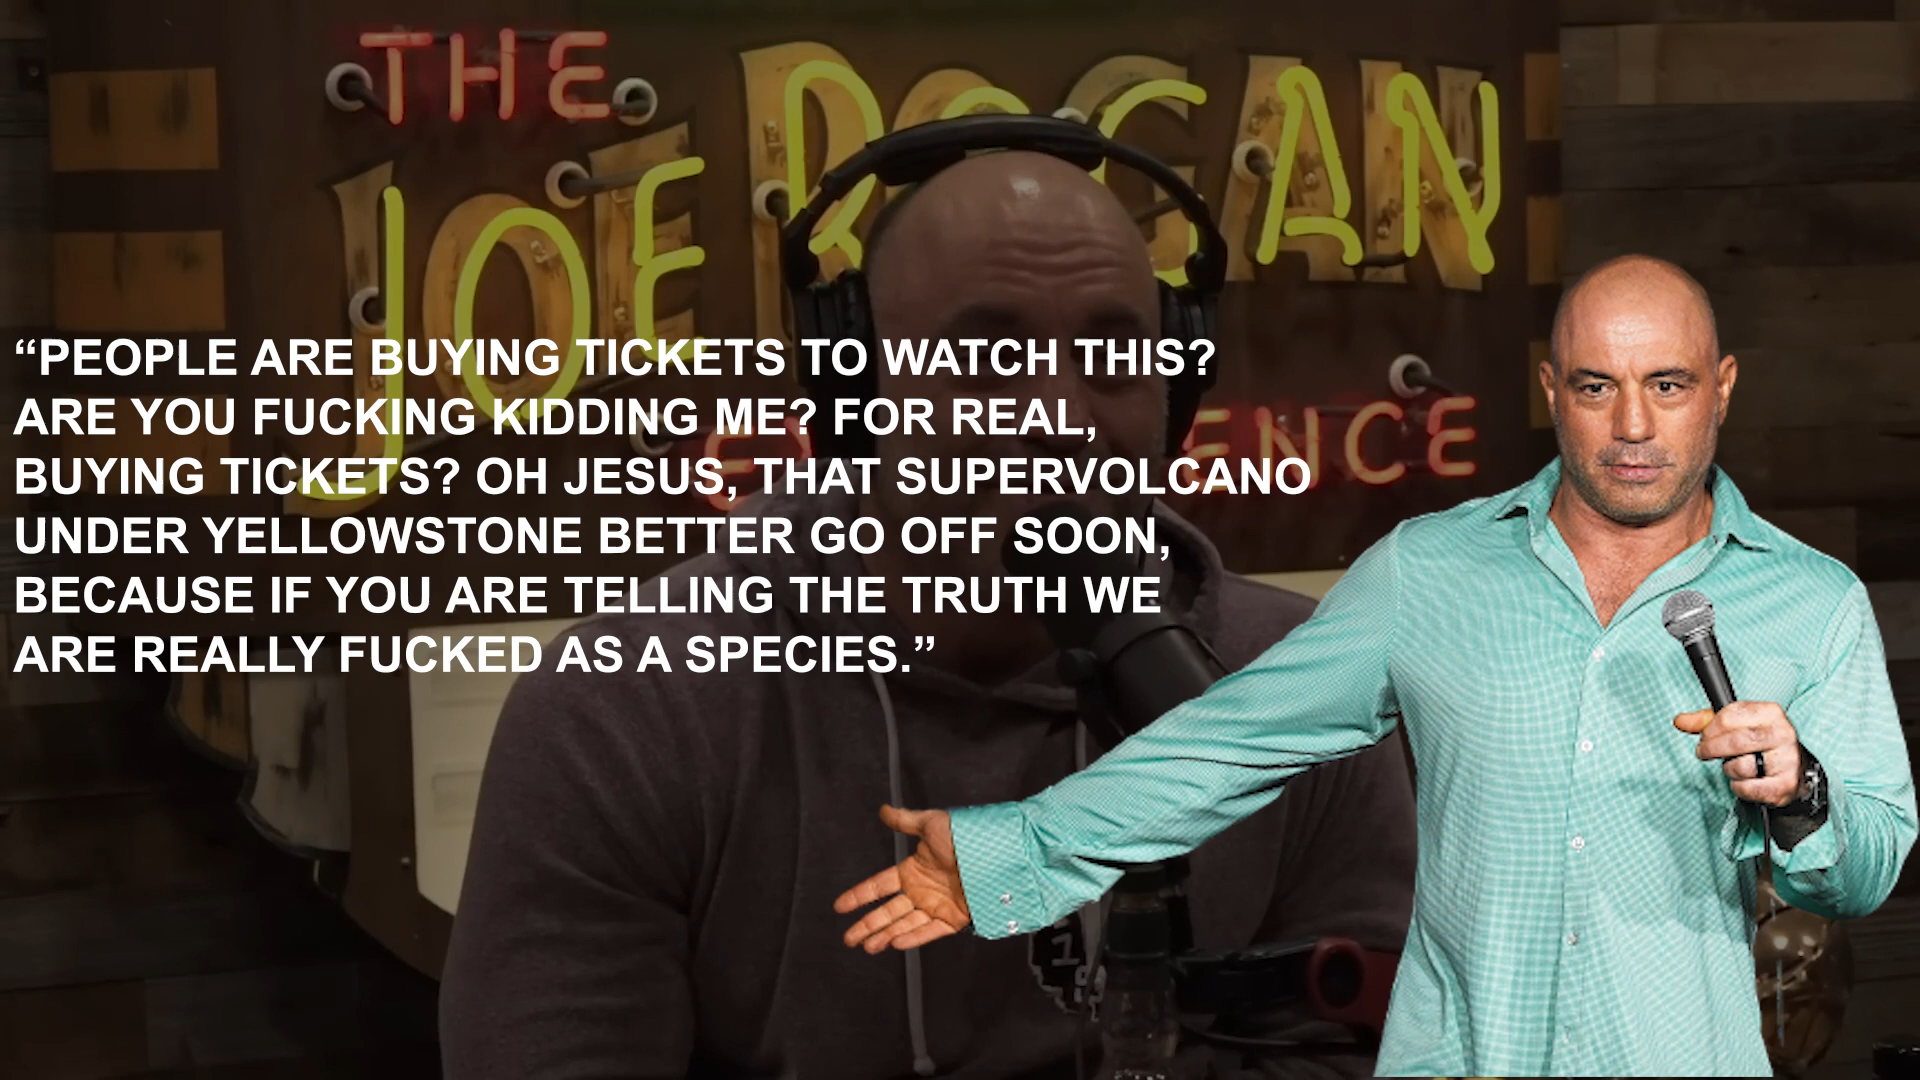 THE
JOE ROGAN
“PEOPLE ARE BUYING TICKETS TO WATCH THIS?
ARE YOU FUCKING KIDDING ME? FOR REAL,
BUYING TICKETS? OH JESUS, THAT SUPERVOLCANO
UNDER YELLOWSTONE BETTER GO OFF SOON,
BECAUSE IF YOU ARE TELLING THE TRUTH WE
ARE REALLY FUCKED AS A SPECIES.”